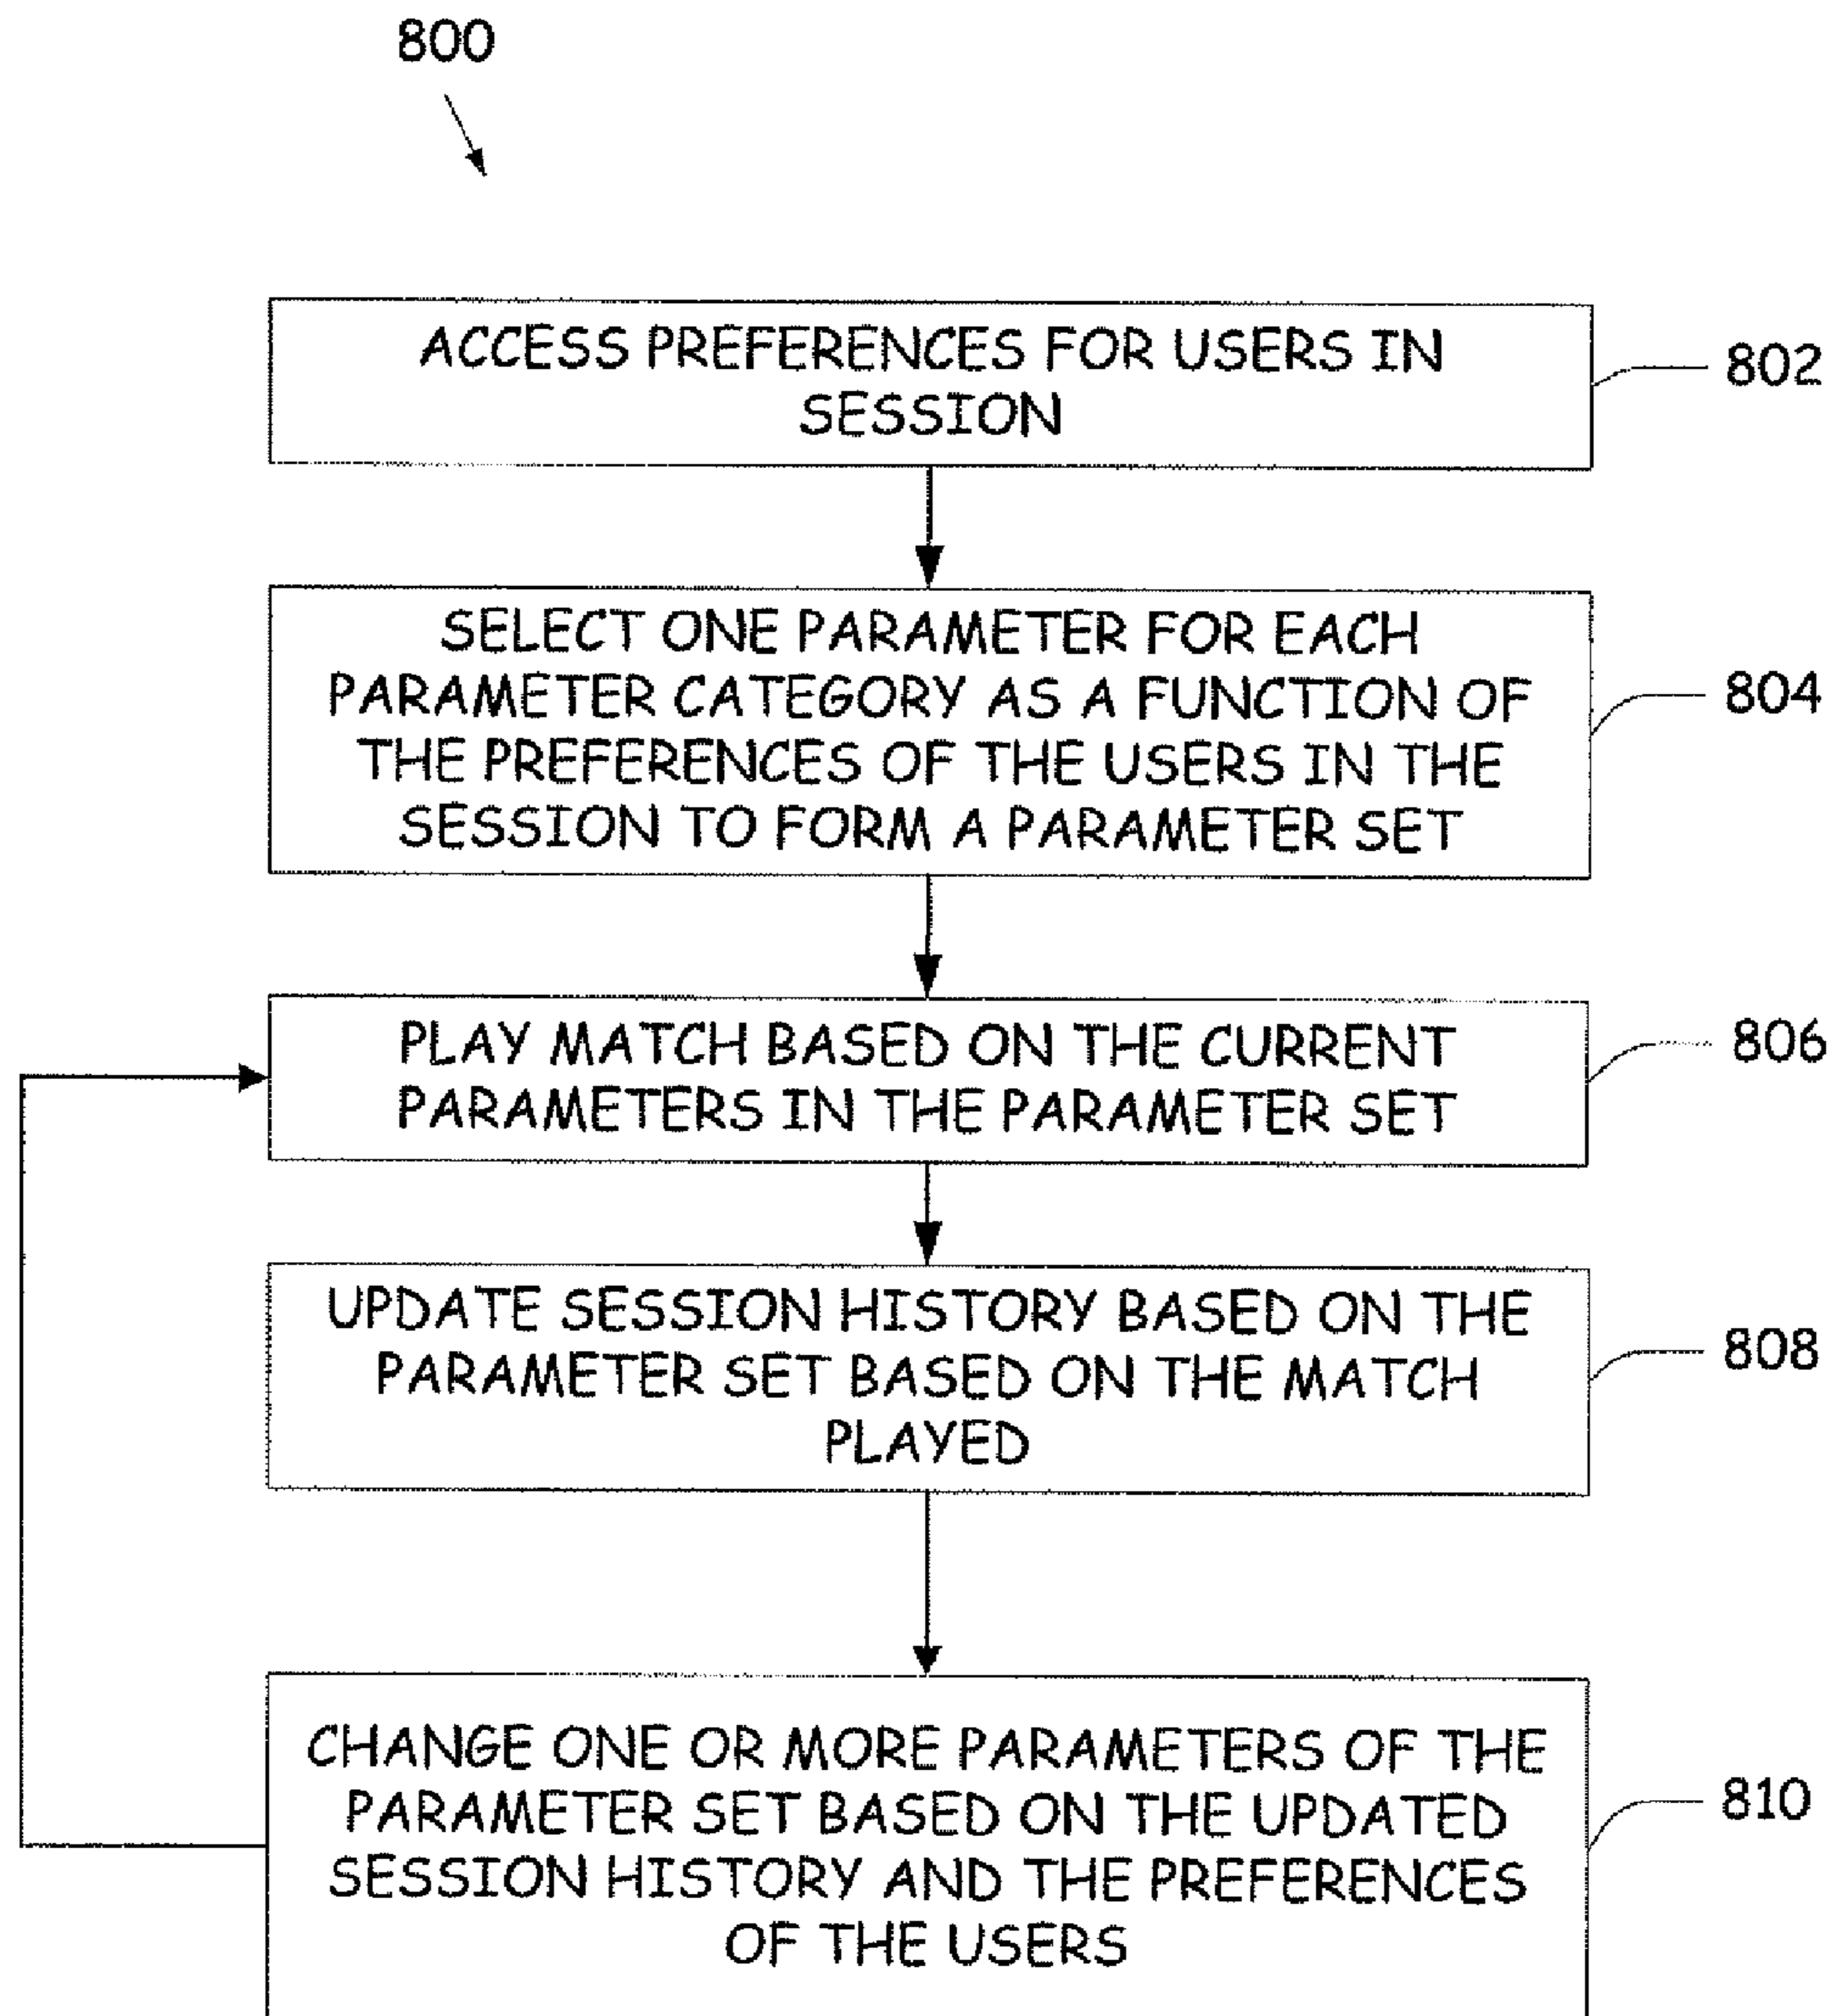 800
ACCESS PREFERENCES FOR USERS IN
SESSION
802
SELECT ONE PARAMETER FOR EACH
PARAMETER CATEGORY AS A FUNCTION OF
THE PREFERENCES OF THE USERS IN THE
SESSION TO FORM A PARAMETER SET
804
PLAY MATCH BASED ON THE CURRENT
PARAMETERS IN THE PARAMETER SET
806
UPDATE SESSION HISTORY BASED ON THE
PARAMETER SET BASED ON THE MATCH
PLAYED
808
CHANGE ONE OR MORE PARAMETERS OF THE
PARAMETER SET BASED ON THE UPDATED
SESSION HISTORY AND THE PREFERENCES
OF THE USERS
810